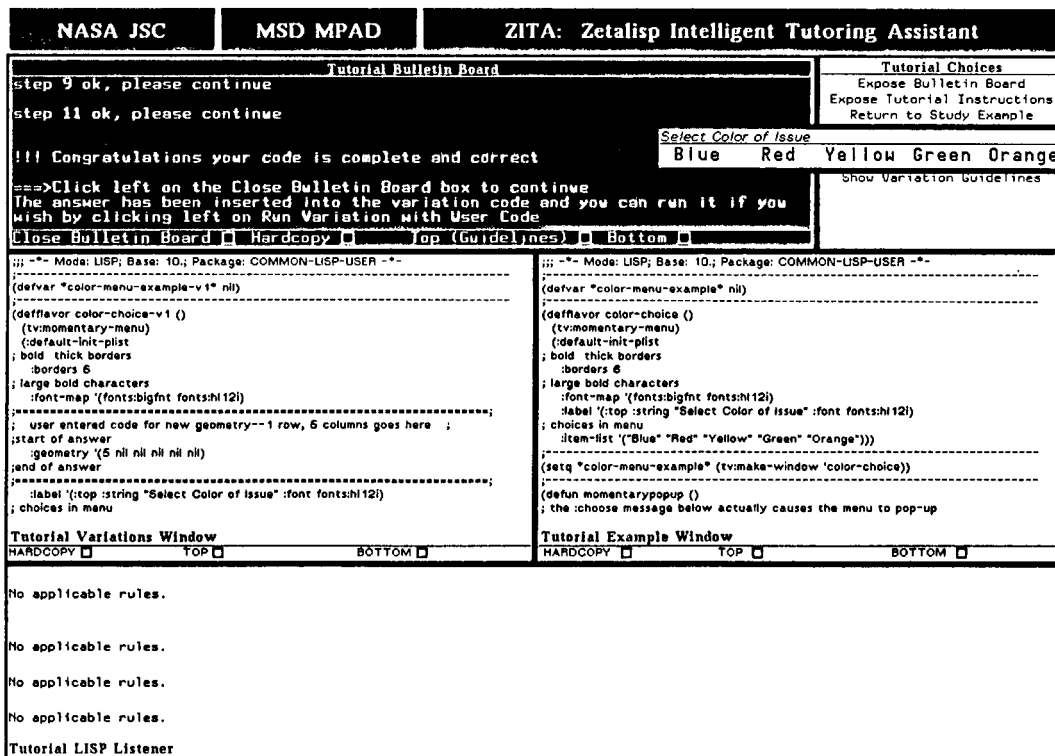 NASA JSC
MSD MPAD
ZITA: Zetalisp Intelligent Tutoring Assistant
Tutorial Bulletin Board
step 9 ok, please continue
step 11 ok, please continue
!!! Congratulations your code is complete and correct
===>Click left on the Close Bulletin Board box to continue
The answer has been inserted into the variation code and you can run it if you
wish by clicking left on Run Variation with User Code
Close Bulletin Board Hardcopy Top (Guidelines) Bottom
Tutorial Choices
Expose Bulletin Board
Expose Tutorial Instructions
Return to Study Example
Select Color of Issue
Blue Red Yellow Green Orange
Show Variation Guidelines
;;; -*- Mode: LISP; Base: 10.; Package: COMMON-LISP-USER -*-
;------------------------------------------------------------
(defvar *color-menu-example-v1* nil)
;------------------------------------------------------------
(defflavor color-choice-v1 ()
(tv:momentary-menu)
(:default-init-plist
; bold thick borders
:borders 6
; large bold characters
:font-map '(fonts:bigfnt fonts:hl12i)
;============================================================;
; user entered code for new geometry--1 row, 5 columns goes here ;
;start of answer
:geometry '(5 nil nil nil nil nil)
;end of answer
;============================================================;
:label '(:top :string "Select Color of Issue" :font fonts:hl12i)
; choices in menu
Tutorial Variations Window
HARDCOPY TOP BOTTOM
;;; -*- Mode: LISP; Base: 10.; Package: COMMON-LISP-USER -*-
;------------------------------------------------------------
(defvar *color-menu-example* nil)
;------------------------------------------------------------
(defflavor color-choice ()
(tv:momentary-menu)
(:default-init-plist
; bold thick borders
:borders 6
; large bold characters
:font-map '(fonts:bigfnt fonts:hl12i)
:label '(:top :string "Select Color of Issue" :font fonts:hl12i)
; choices in menu
:item-list '("Blue" "Red" "Yellow" "Green" "Orange")))
;------------------------------------------------------------
(setq *color-menu-example* (tv:make-window 'color-choice))
;------------------------------------------------------------
(defun momentarypopup ()
; the :choose message below actually causes the menu to pop-up
Tutorial Example Window
HARDCOPY TOP BOTTOM
No applicable rules.
No applicable rules.
No applicable rules.
No applicable rules.
Tutorial LISP Listener